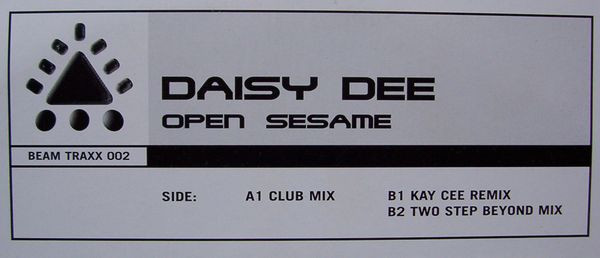 DAISY DEE
OPEN SESAME
BEAM TRAXX 002
SIDE: A1 CLUB MIX B1 KAY CEE REMIX
B2 TWO STEP BEYOND MIX